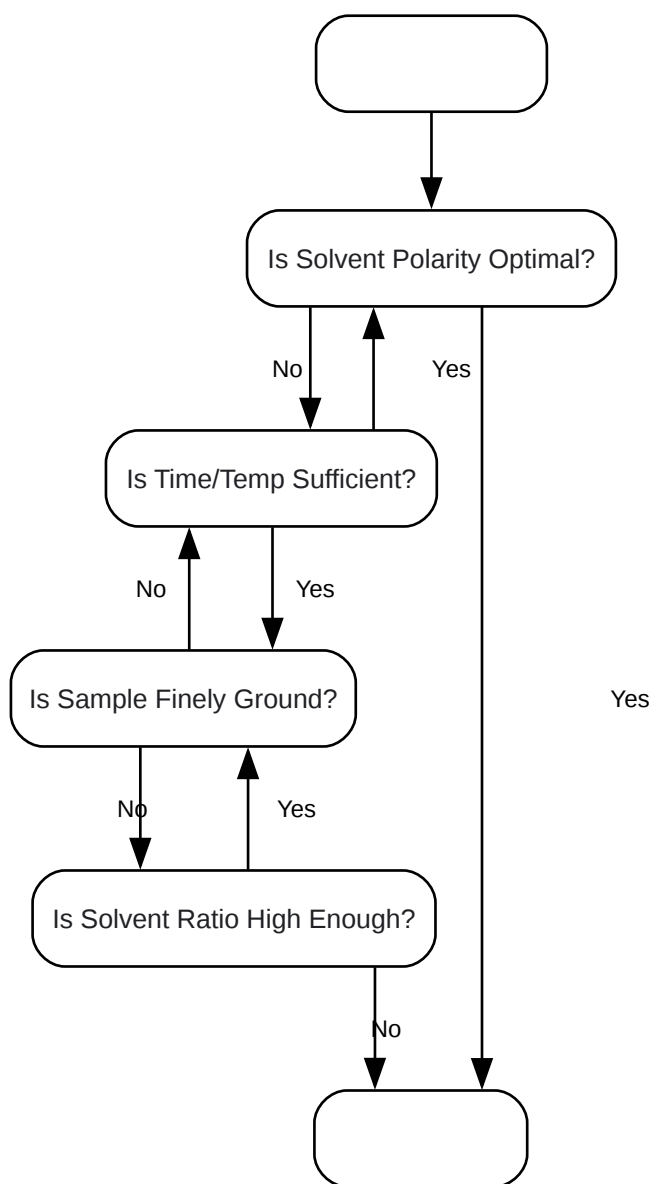 Is Solvent Polarity Optimal?
No
Yes
Is Time/Temp Sufficient?
No
Yes
Is Sample Finely Ground?
Yes
No
Yes
Is Solvent Ratio High Enough?
No